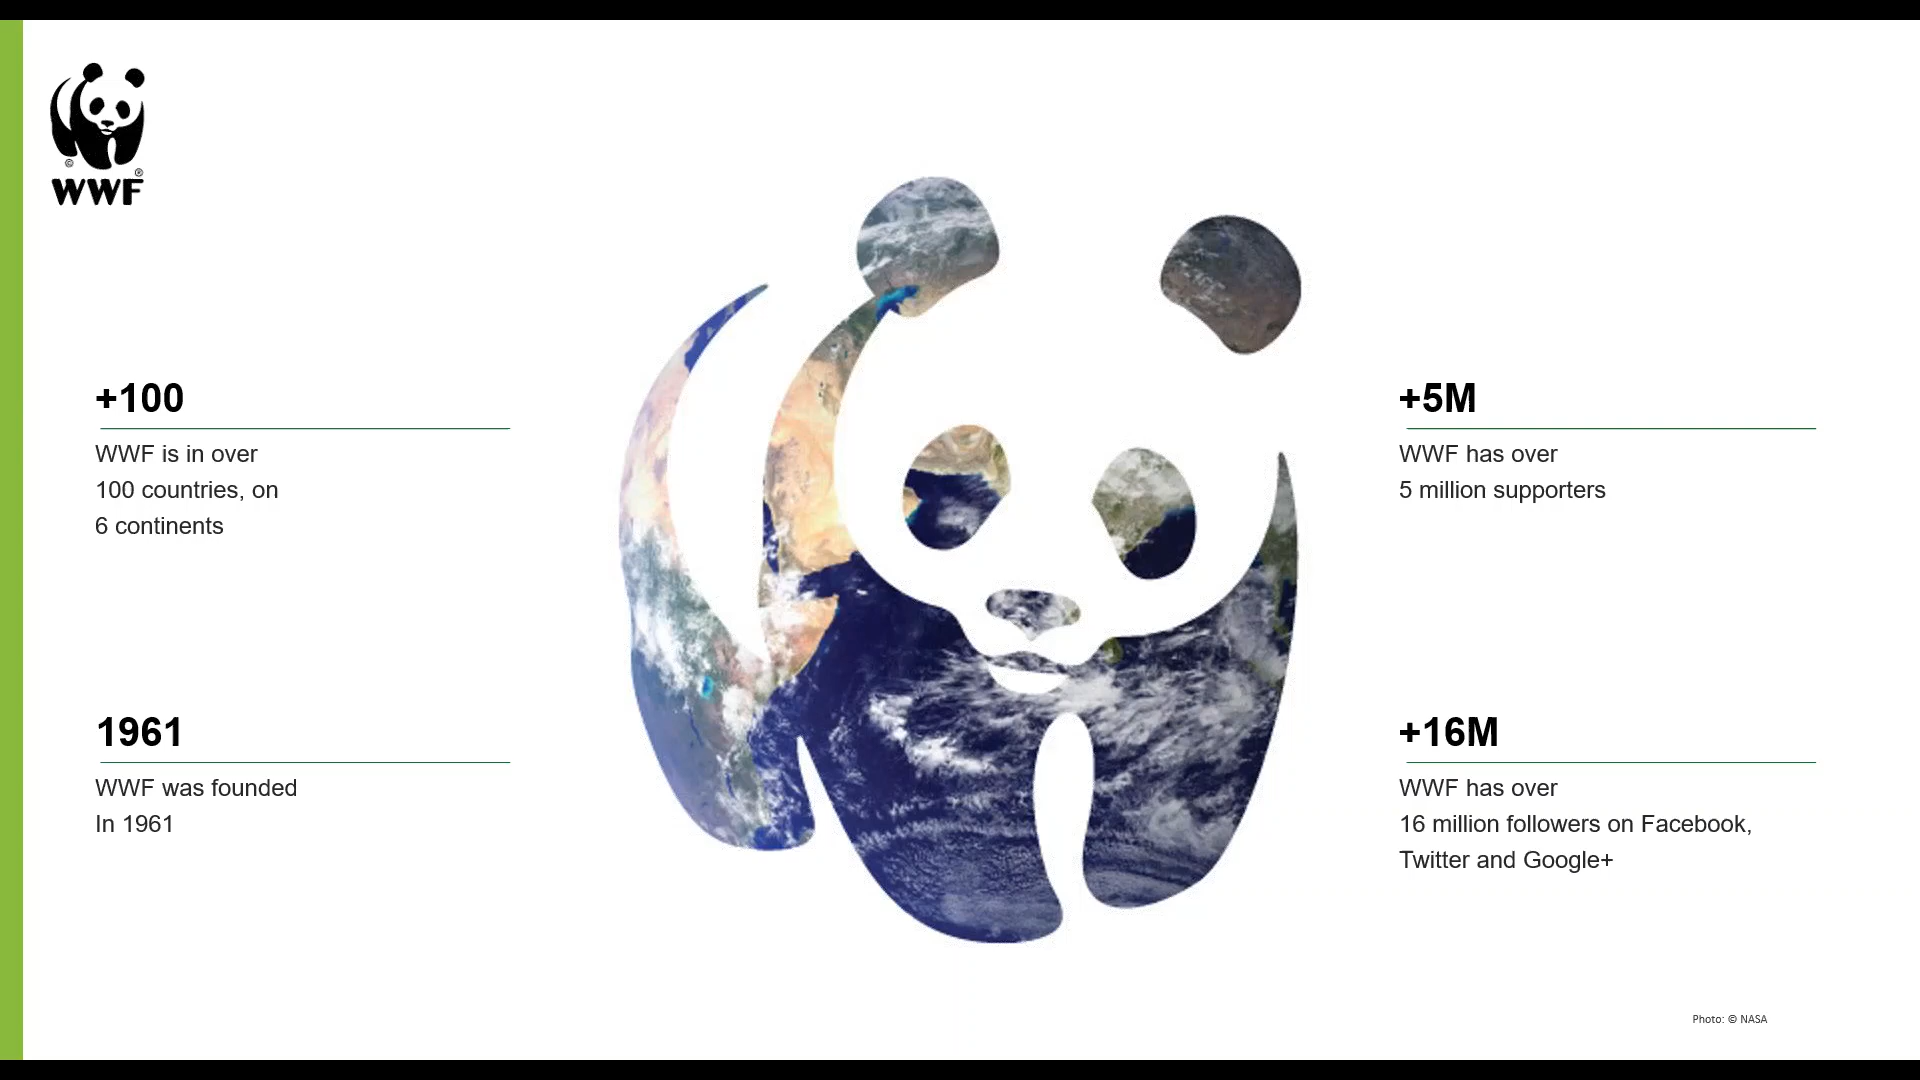 ©
®
WWF
+100
WWF is in over
100 countries, on
6 continents
1961
WWF was founded
In 1961
+5M
WWF has over
5 million supporters
+16M
WWF has over
16 million followers on Facebook,
Twitter and Google+
Photo: © NASA